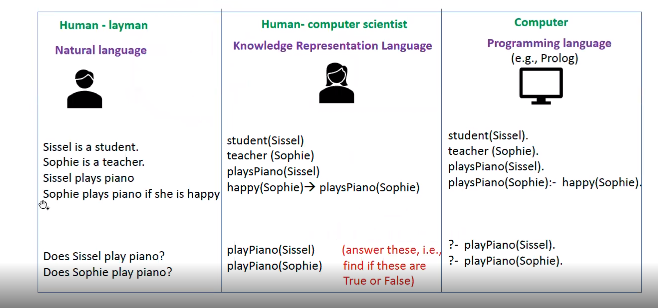 Human - layman
Natural language
Sissel is a student.
Sophie is a teacher.
Sissel plays piano
Sophie plays piano if she is happy
Does Sissel play piano?
Does Sophie play piano?
Human- computer scientist
Knowledge Representation Language
student(Sissel)
teacher (Sophie)
playsPiano(Sissel)
happy(Sophie)→ playsPiano(Sophie)
playPiano(Sissel) (answer these, i.e.,
playPiano(Sophie) find if these are
True or False)
Computer
Programming language
(e.g., Prolog)
student(Sissel).
teacher (Sophie).
playsPiano(Sissel).
playsPiano(Sophie):- happy(Sophie).
?- playPiano(Sissel).
?- playPiano(Sophie).